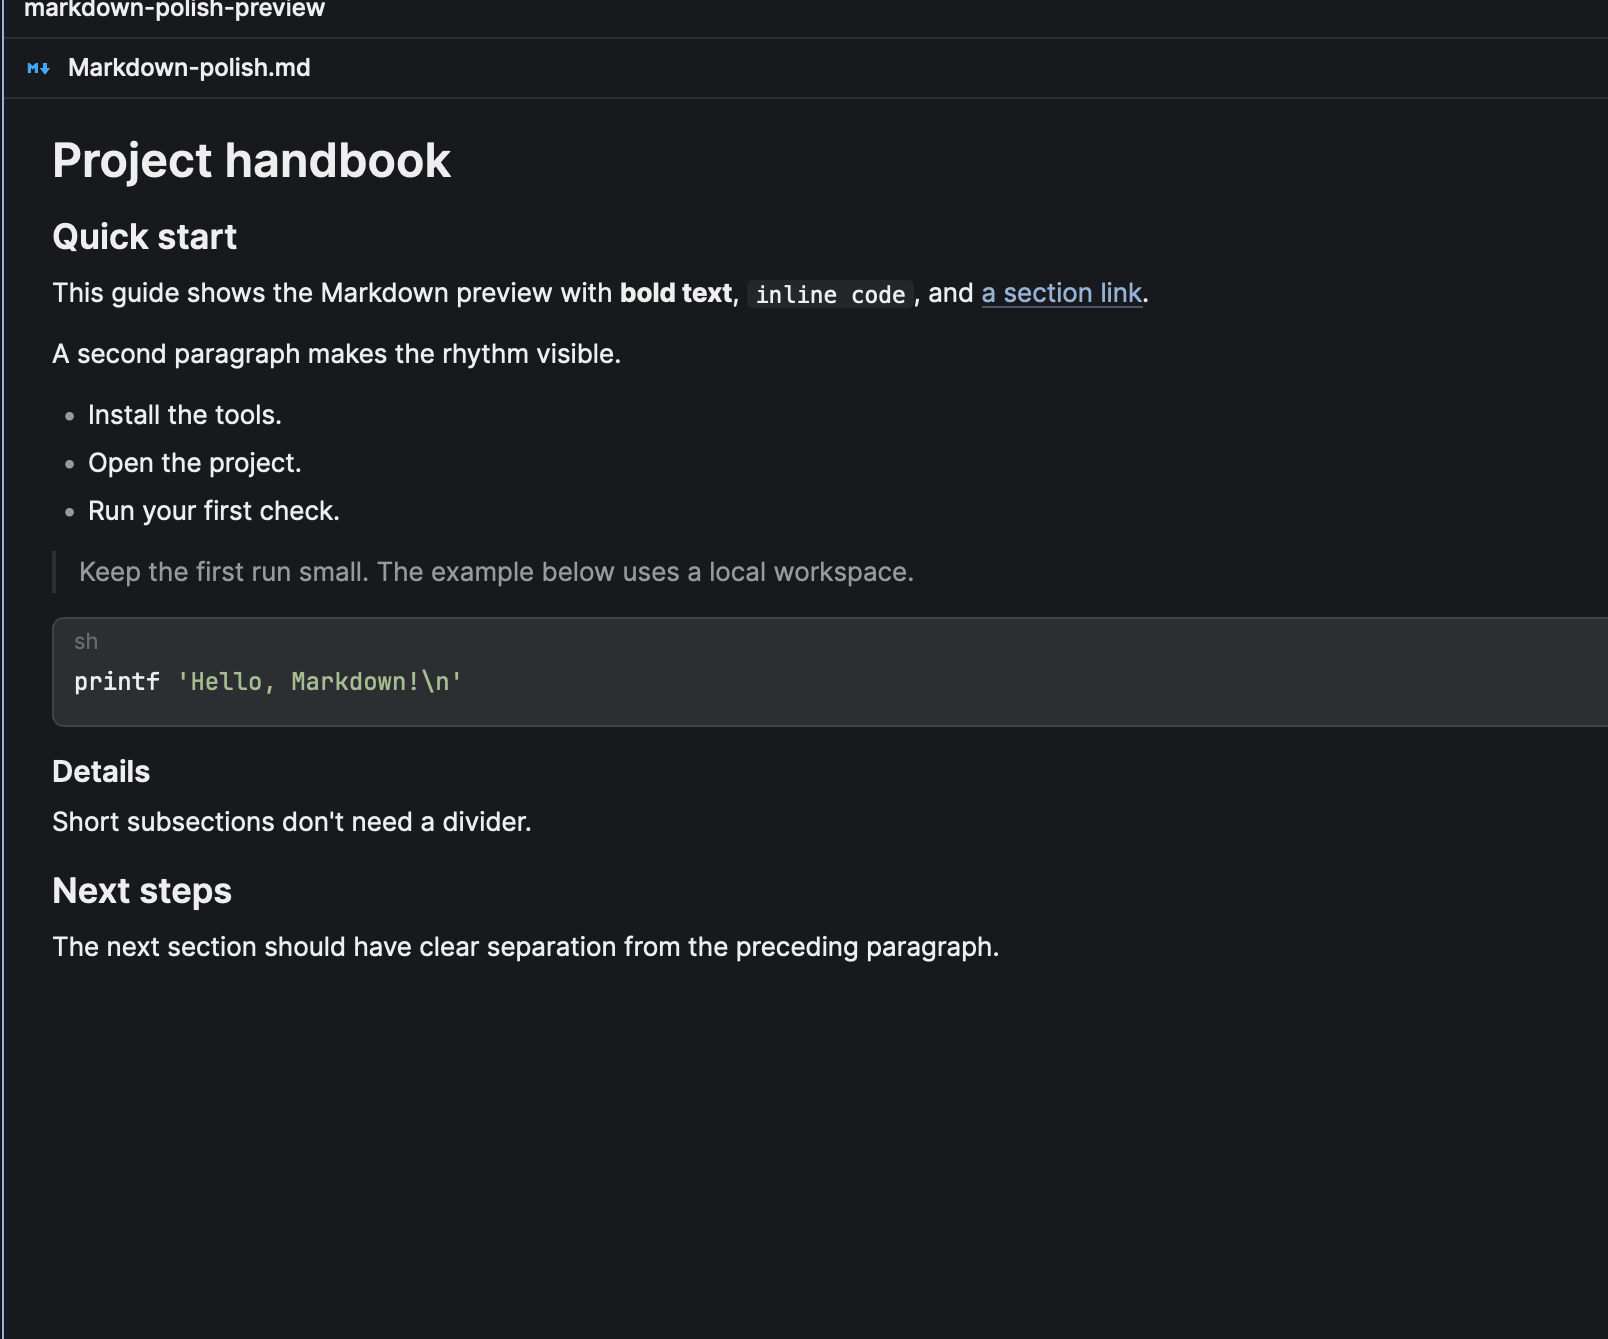 markdown-polish-preview
M↓ Markdown-polish.md
Project handbook
Quick start
This guide shows the Markdown preview with bold text, inline code, and a section link.
A second paragraph makes the rhythm visible.
• Install the tools.
• Open the project.
• Run your first check.
Keep the first run small. The example below uses a local workspace.
sh
printf 'Hello, Markdown!\n'
Details
Short subsections don't need a divider.
Next steps
The next section should have clear separation from the preceding paragraph.